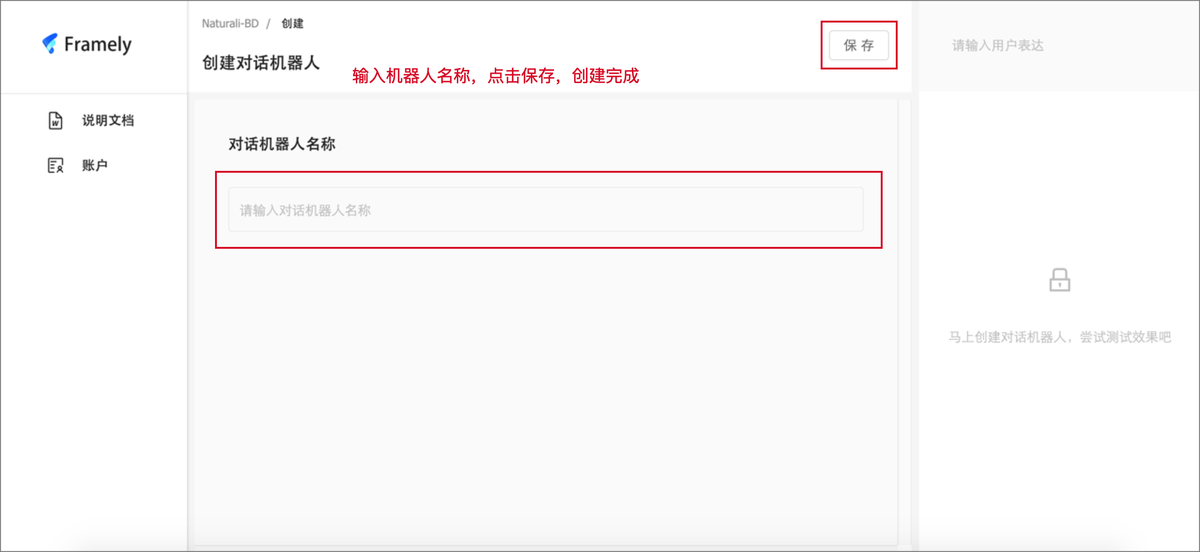 Framely
说明文档
账户
Naturali-BD / 创建
创建对话机器人
输入机器人名称，点击保存，创建完成
保 存
对话机器人名称
请输入对话机器人名称
请输入用户表达
马上创建对话机器人，尝试测试效果吧